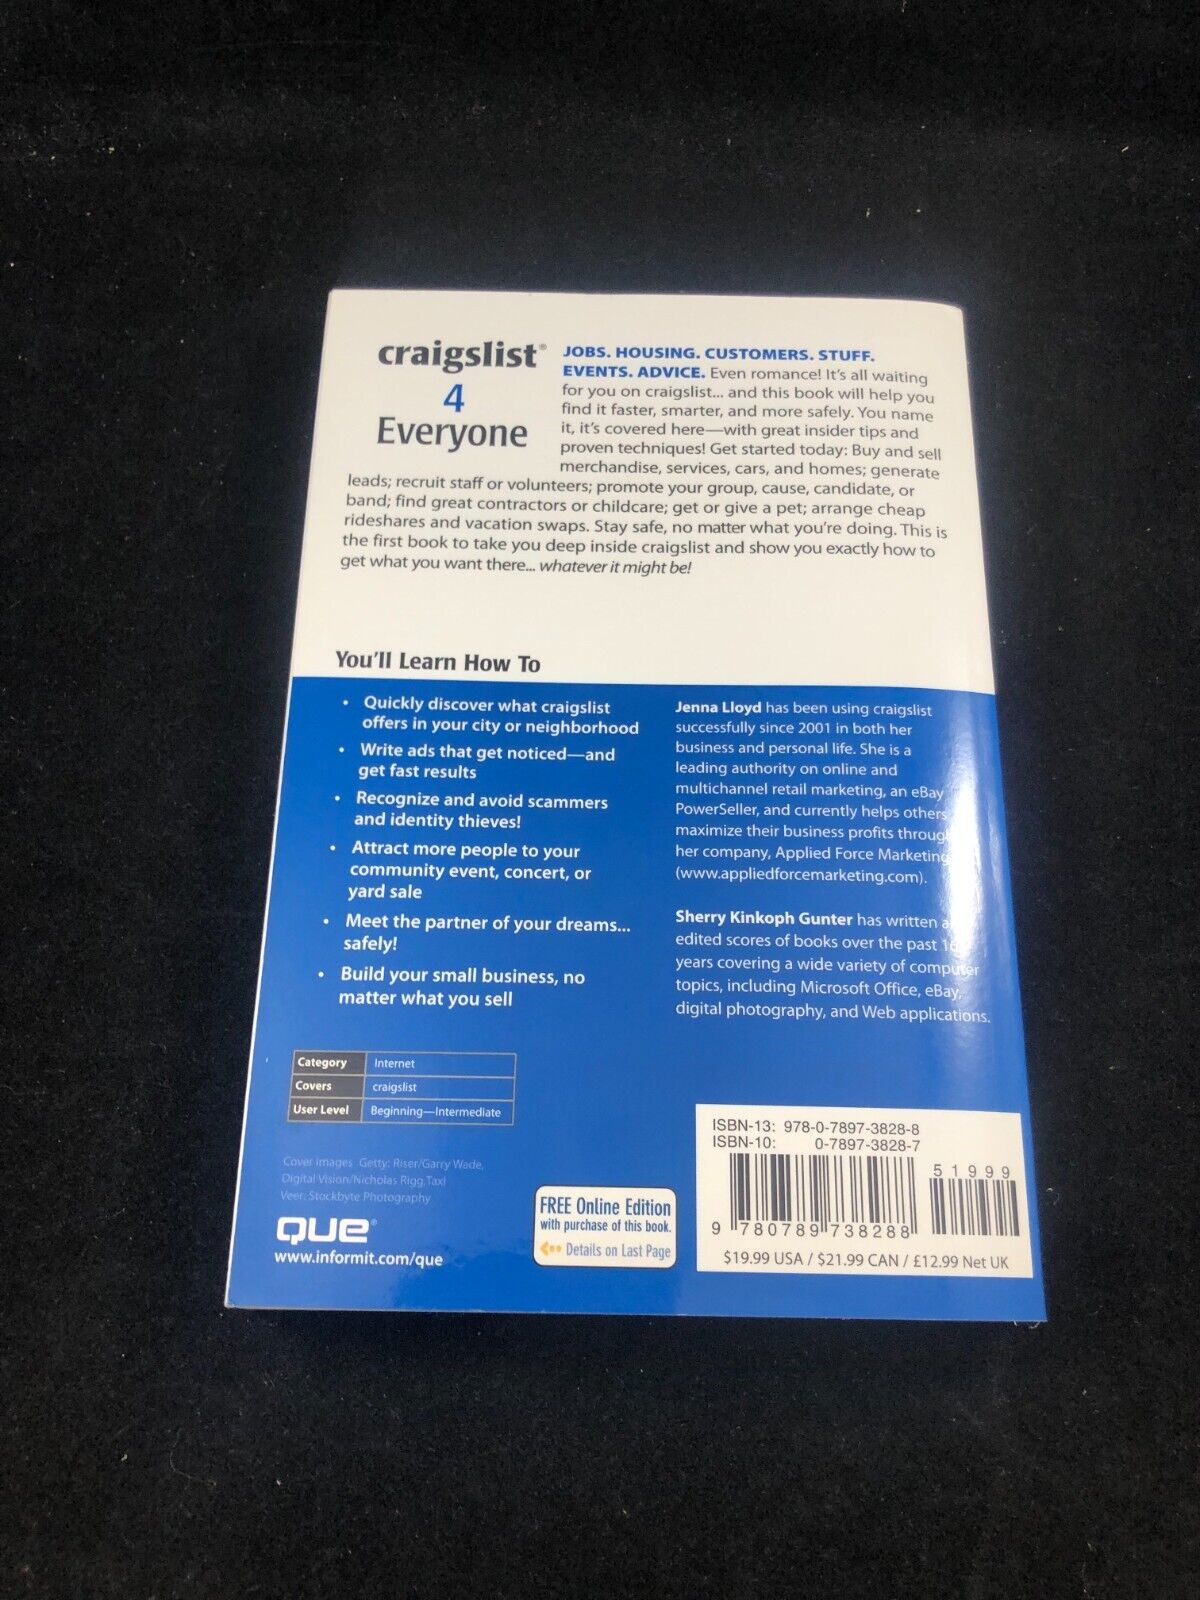 craigslist®
4
Everyone
JOBS. HOUSING. CUSTOMERS. STUFF.
EVENTS. ADVICE. Even romance! It's all waiting
for you on craigslist... and this book will help you
find it faster, smarter, and more safely. You name
it, it's covered here—with great insider tips and
proven techniques! Get started today: Buy and sell
merchandise, services, cars, and homes; generate
leads; recruit staff or volunteers; promote your group, cause, candidate, or
band; find great contractors or childcare; get or give a pet; arrange cheap
rideshares and vacation swaps. Stay safe, no matter what you're doing. This is
the first book to take you deep inside craigslist and show you exactly how to
get what you want there... whatever it might be!
You'll Learn How To
• Quickly discover what craigslist
offers in your city or neighborhood
• Write ads that get noticed—and
get fast results
• Recognize and avoid scammers
and identity thieves!
• Attract more people to your
community event, concert, or
yard sale
• Meet the partner of your dreams...
safely!
• Build your small business, no
matter what you sell
Jenna Lloyd has been using craigslist
successfully since 2001 in both her
business and personal life. She is a
leading authority on online and
multichannel retail marketing, an eBay
PowerSeller, and currently helps others
maximize their business profits through
her company, Applied Force Marketing
(www.appliedforcemarketing.com).
Sherry Kinkoph Gunter has written
edited scores of books over the past
years covering a wide variety of computer
topics, including Microsoft Office, eBay,
digital photography, and Web applications.
Category Internet
Covers craigslist
User Level Beginning—Intermediate
Cover images Getty: Riser/Garry Wade,
Digital Vision/Nicholas Rigg, Taxi
Veer: Stockbyte Photography
QUE®
www.informit.com/que
FREE Online Edition
with purchase of this book.
Details on Last Page
ISBN-13: 978-0-7897-3828-8
ISBN-10: 0-7897-3828-7
51999
9 780789 738288
$19.99 USA / $21.99 CAN / £12.99 Net UK